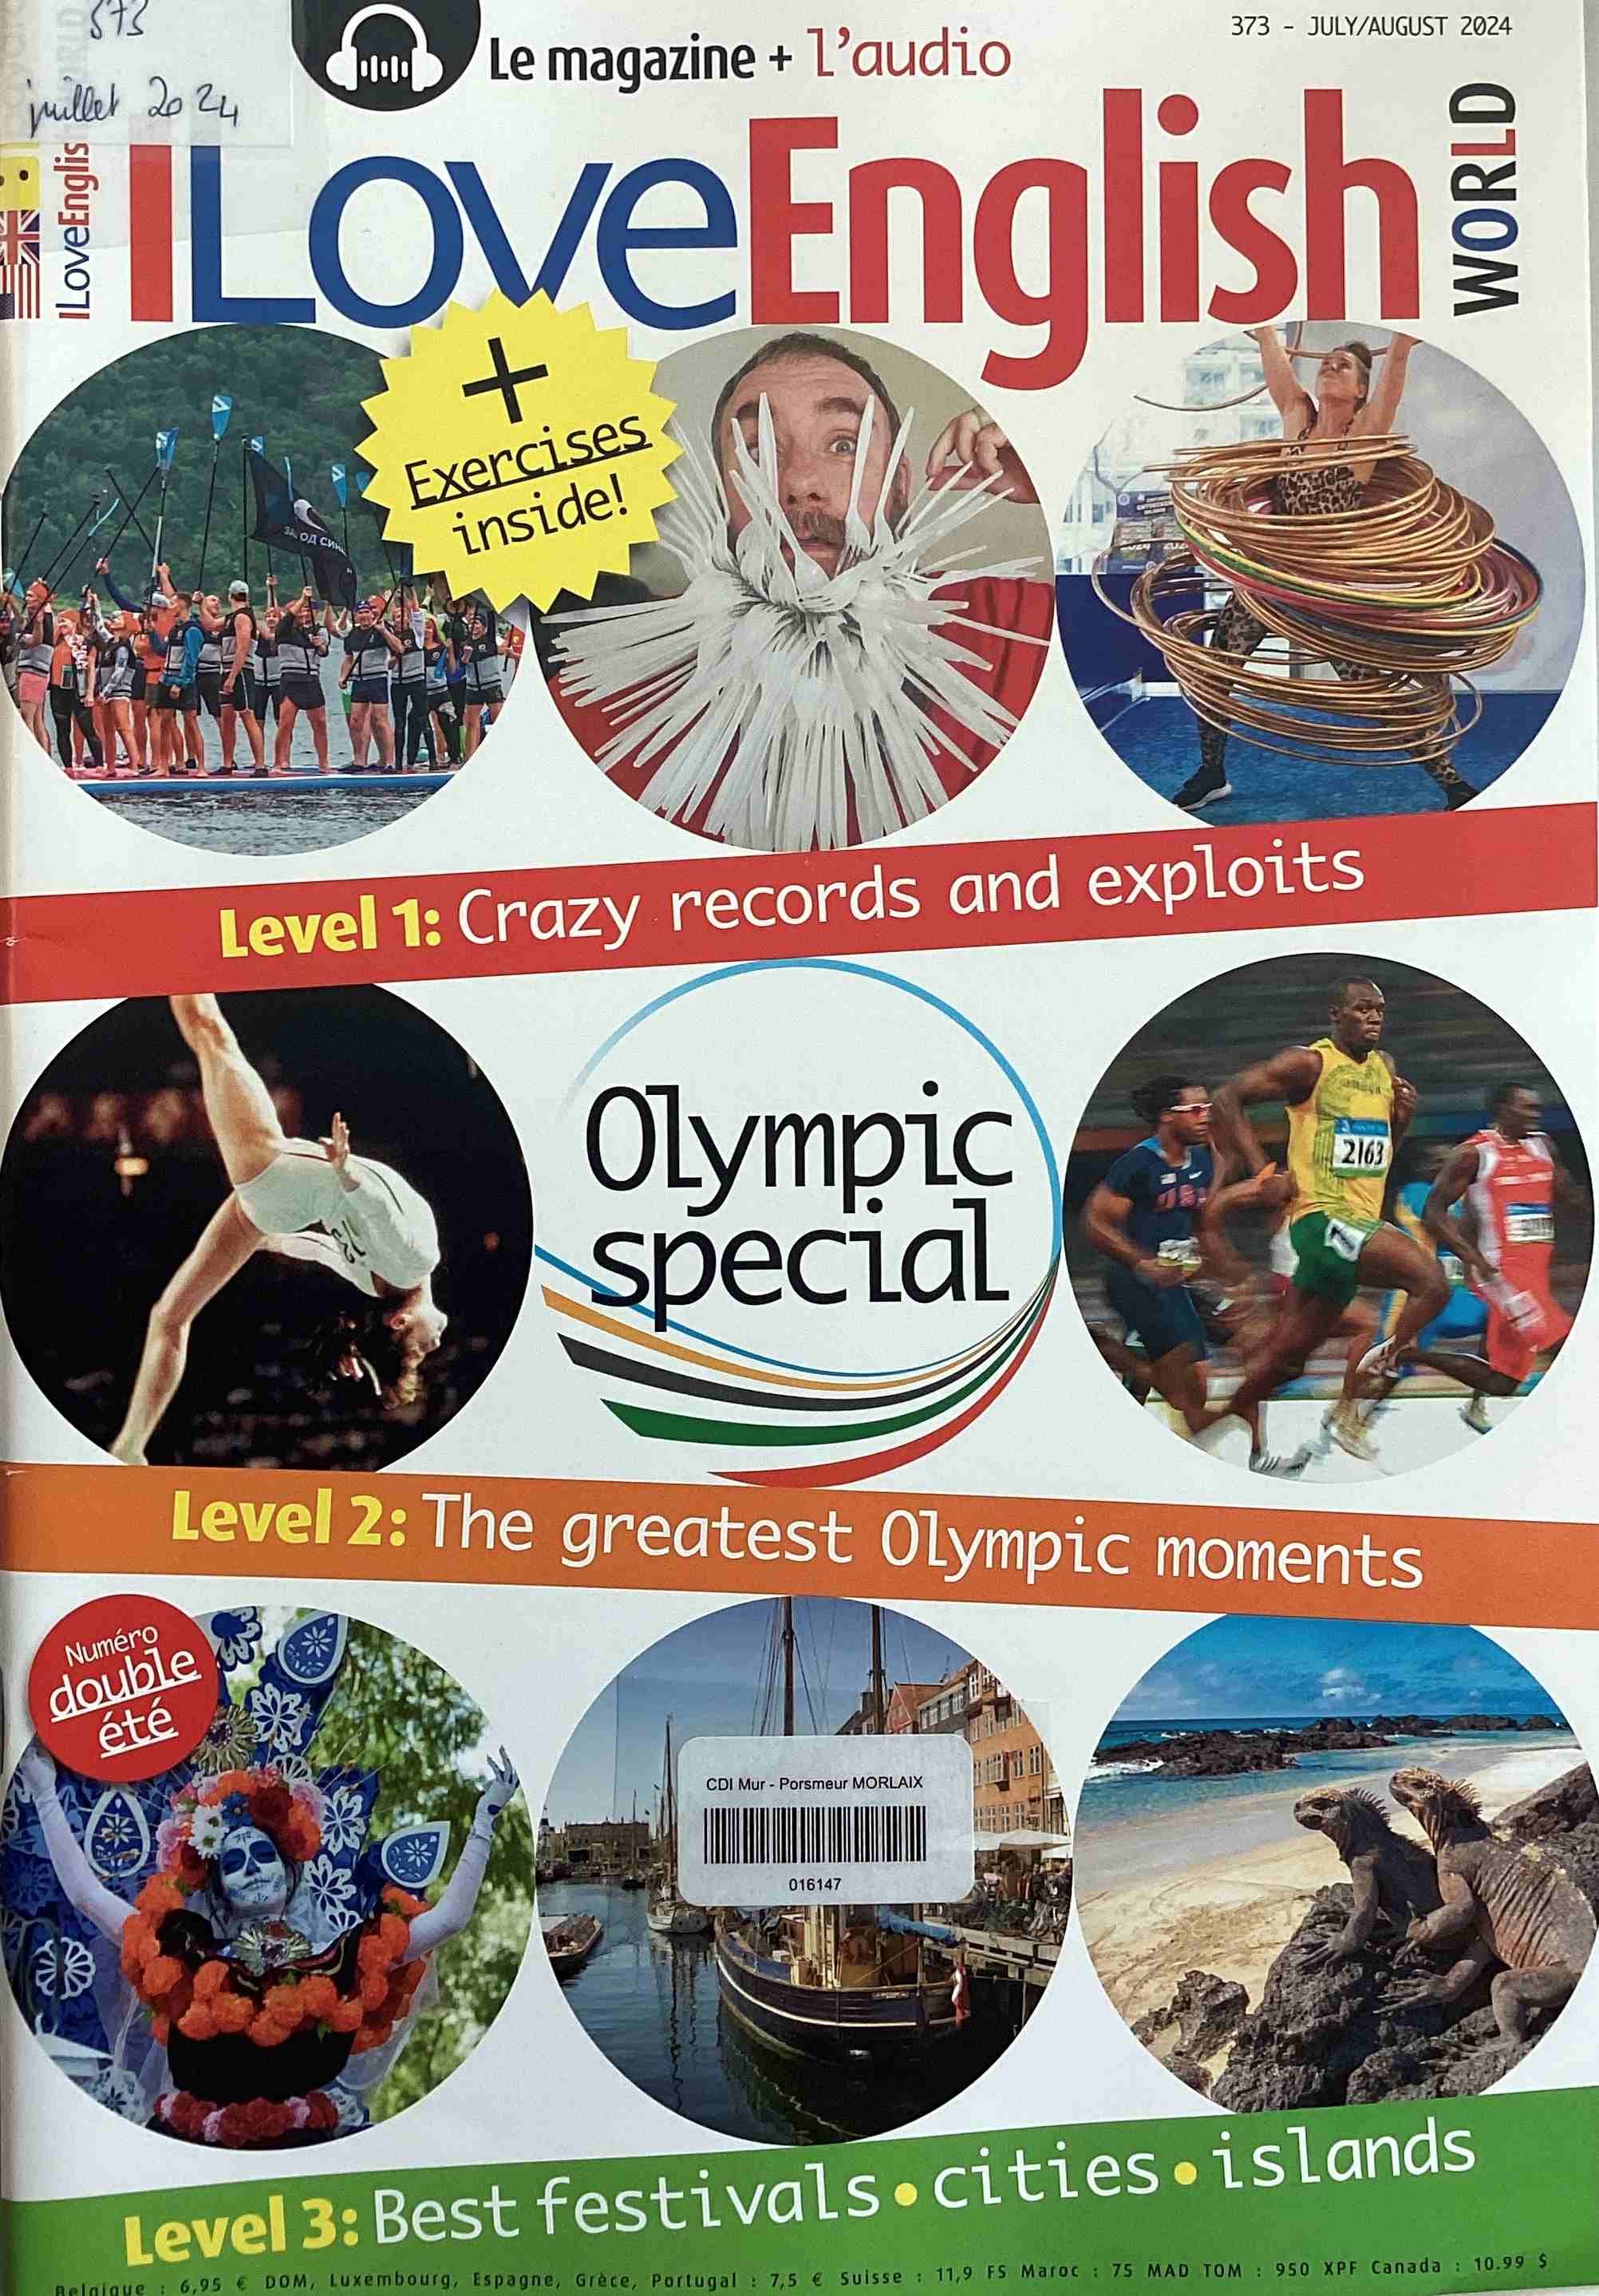 373
juillet 2024
Le magazine + l'audio
373 - JULY/AUGUST 2024
ILoveEnglish
WORLD
ILoveEnglis
+
Exercises
inside!
Level 1: Crazy records and exploits
Olympic
special
USA
2163
7
Level 2: The greatest Olympic moments
Numéro
double
été
CDI Mur - Porsmeur MORLAIX
016147
Level 3: Best festivals • cities • islands
Belgique : 6,95 € DOM, Luxembourg, Espagne, Grèce, Portugal : 7,5 € Suisse : 11,9 FS Maroc : 75 MAD TOM : 950 XPF Canada : 10.99 $